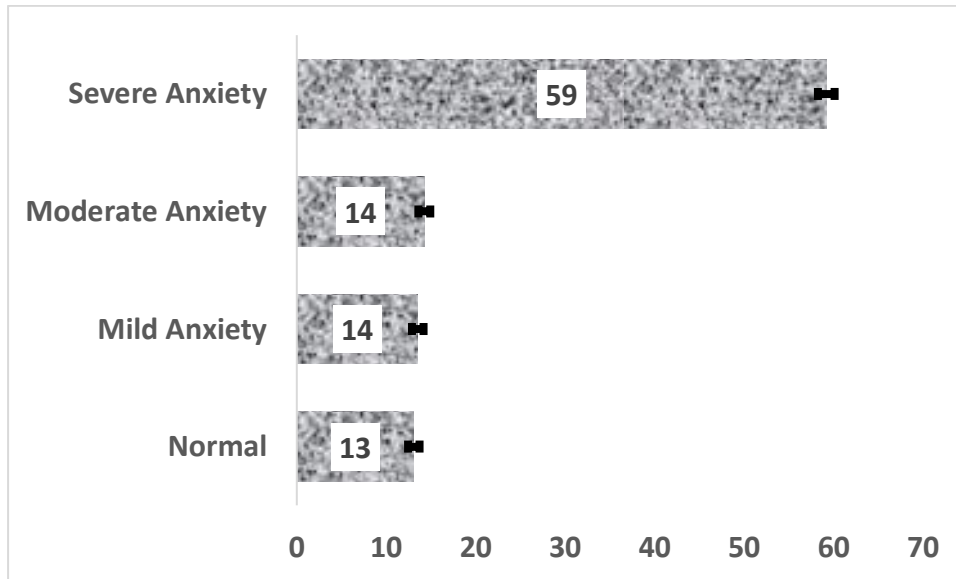 Severe Anxiety
59
Moderate Anxiety
14
Mild Anxiety
14
Normal
13
0 10 20 30 40 50 60 70